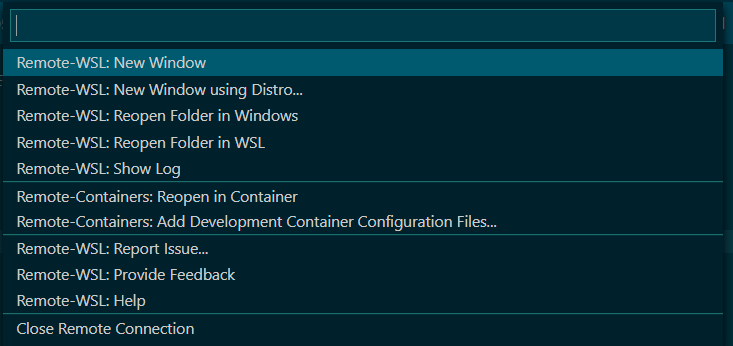 Remote-WSL: New Window
Remote-WSL: New Window using Distro...
Remote-WSL: Reopen Folder in Windows
Remote-WSL: Reopen Folder in WSL
Remote-WSL: Show Log
Remote-Containers: Reopen in Container
Remote-Containers: Add Development Container Configuration Files...
Remote-WSL: Report Issue...
Remote-WSL: Provide Feedback
Remote-WSL: Help
Close Remote Connection